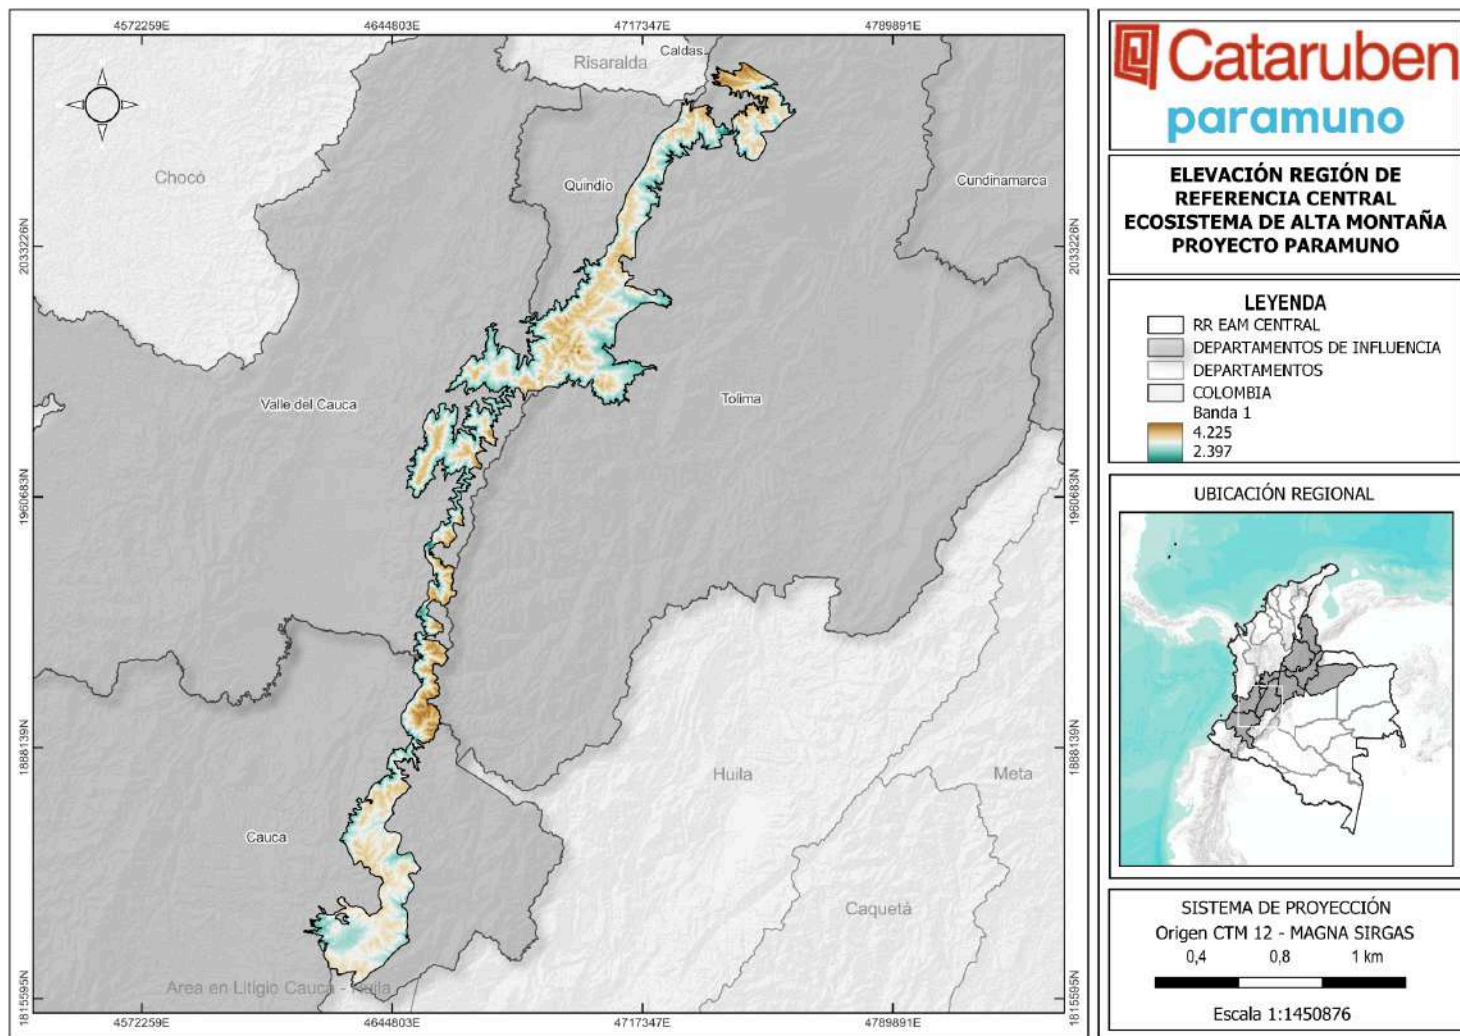 4572259E
4644803E
4717347E
4789891E
Caldas
Risaralda
Chocó
Quindío
Cundinamarca
2033226N
2033226N
Valle del Cauca
Tolima
1960683N
1960683N
1888139N
1888139N
Huila
Meta
Cauca
Caquetá
Area en Litigio Cauca - Huila
1815595N
1815595N
4572259E
4644803E
4717347E
4789891E
Cataruben
paramuno
ELEVACIÓN REGIÓN DE
REFERENCIA CENTRAL
ECOSISTEMA DE ALTA MONTAÑA
PROYECTO PARAMUNO
LEYENDA
RR EAM CENTRAL
DEPARTAMENTOS DE INFLUENCIA
DEPARTAMENTOS
COLOMBIA
Banda 1
4.225
2.397
UBICACIÓN REGIONAL
SISTEMA DE PROYECCIÓN
Origen CTM 12 - MAGNA SIRGAS
0,4 0,8 1 km
Escala 1:1450876